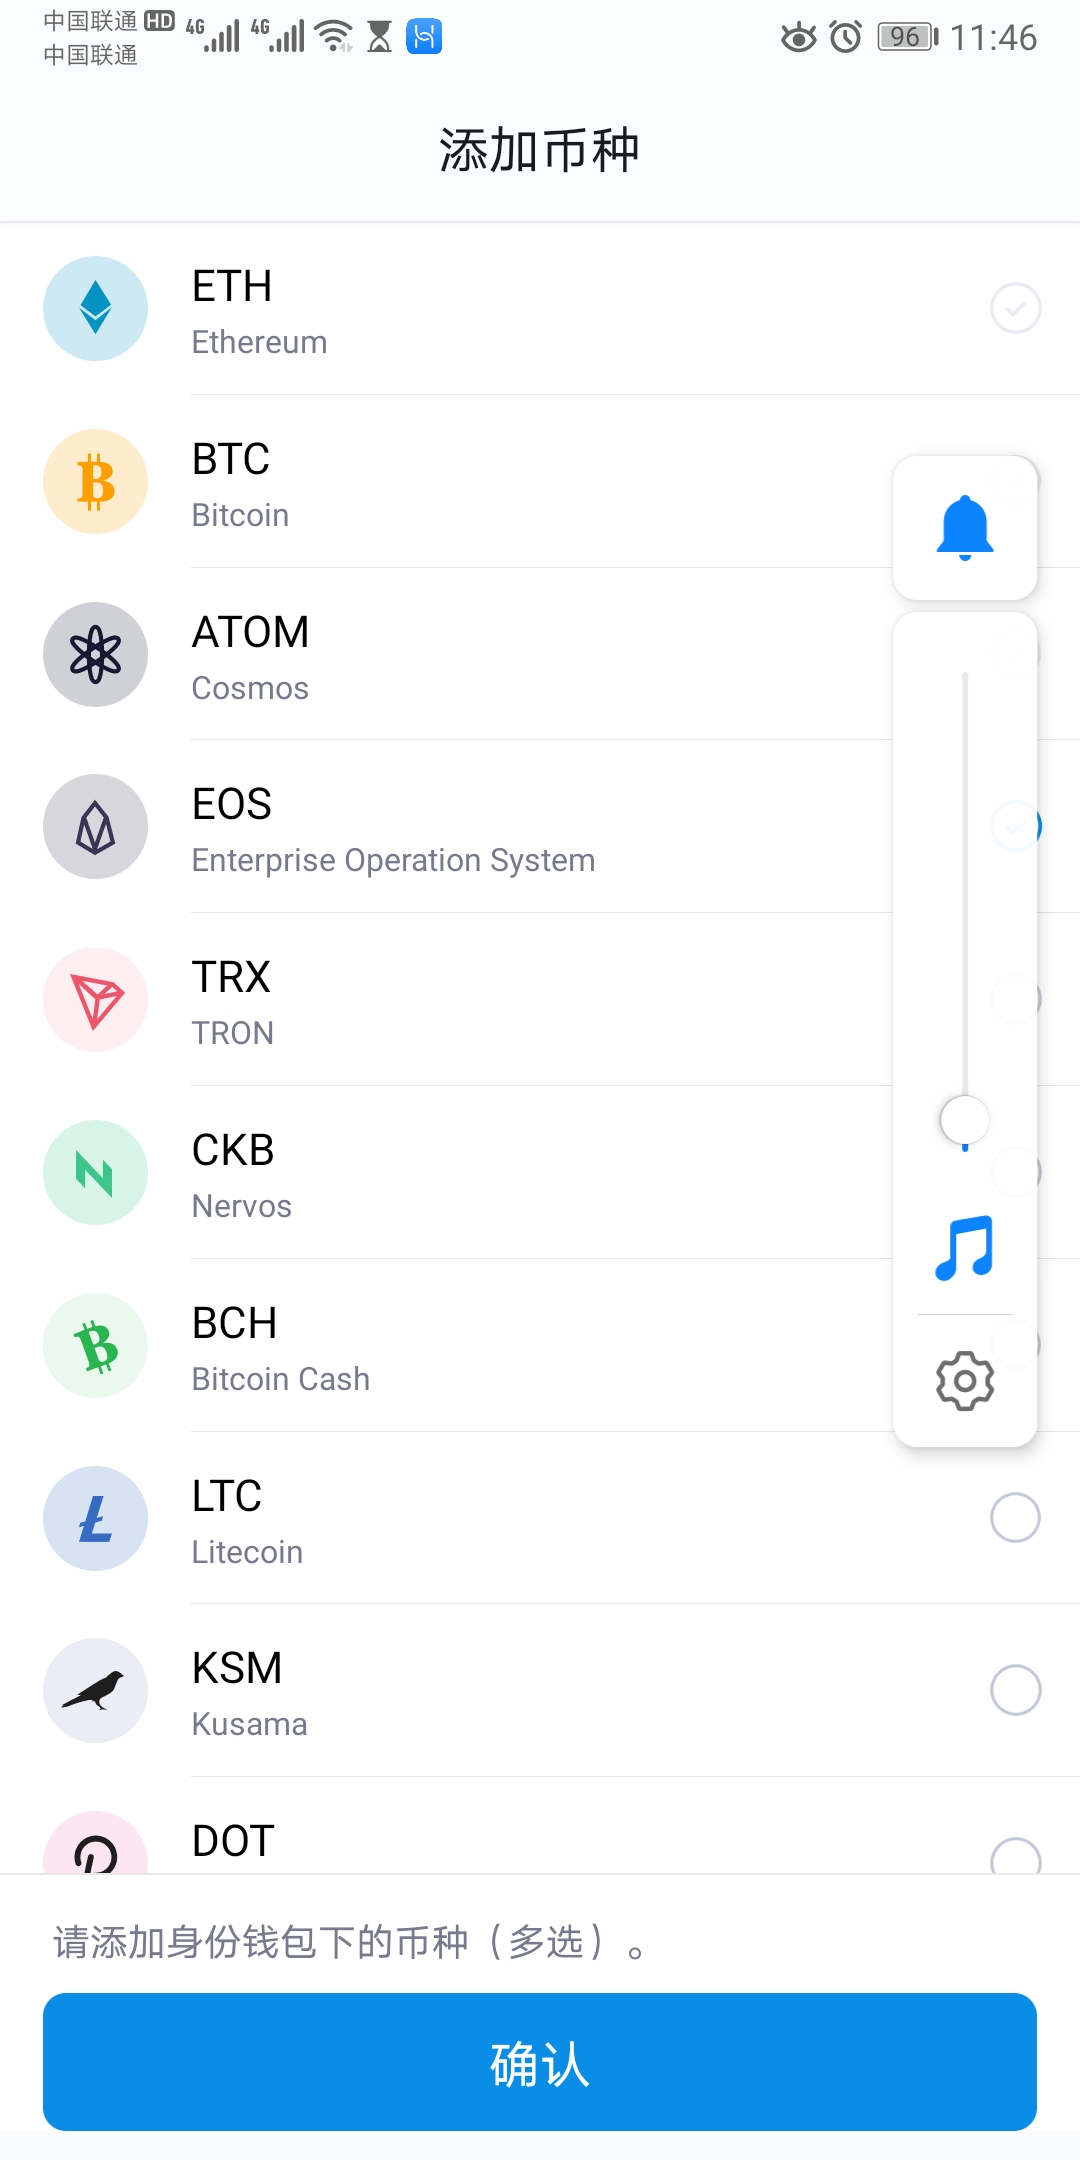 中国联通 HD 4G 4G 96 11:46
中国联通
添加币种
ETH
Ethereum
BTC
Bitcoin
ATOM
Cosmos
EOS
Enterprise Operation System
TRX
TRON
CKB
Nervos
BCH
Bitcoin Cash
LTC
Litecoin
KSM
Kusama
DOT
请添加身份钱包下的币种（多选）。
确认